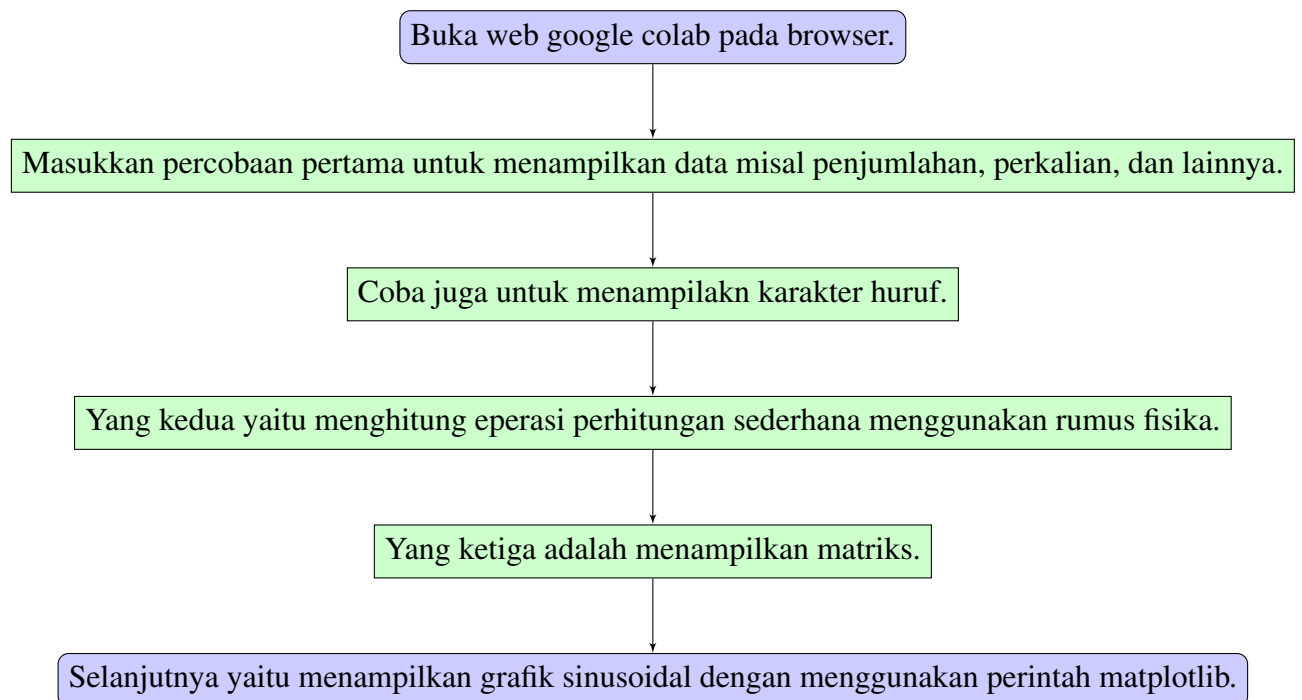 Buka web google colab pada browser.
Masukkan percobaan pertama untuk menampilkan data misal penjumlahan, perkalian, dan lainnya.
Coba juga untuk menampilakn karakter huruf.
Yang kedua yaitu menghitung eperasi perhitungan sederhana menggunakan rumus fisika.
Yang ketiga adalah menampilkan matriks.
Selanjutnya yaitu menampilkan grafik sinusoidal dengan menggunakan perintah matplotlib.